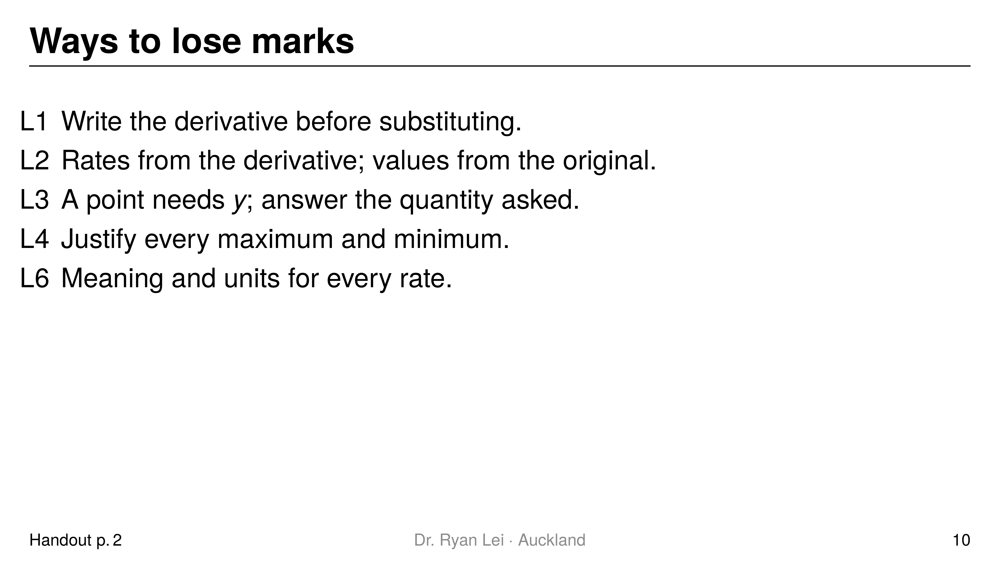 Ways to lose marks
L1 Write the derivative before substituting.
L2 Rates from the derivative; values from the original.
L3 A point needs y; answer the quantity asked.
L4 Justify every maximum and minimum.
L6 Meaning and units for every rate.
Handout p. 2
Dr. Ryan Lei · Auckland
10